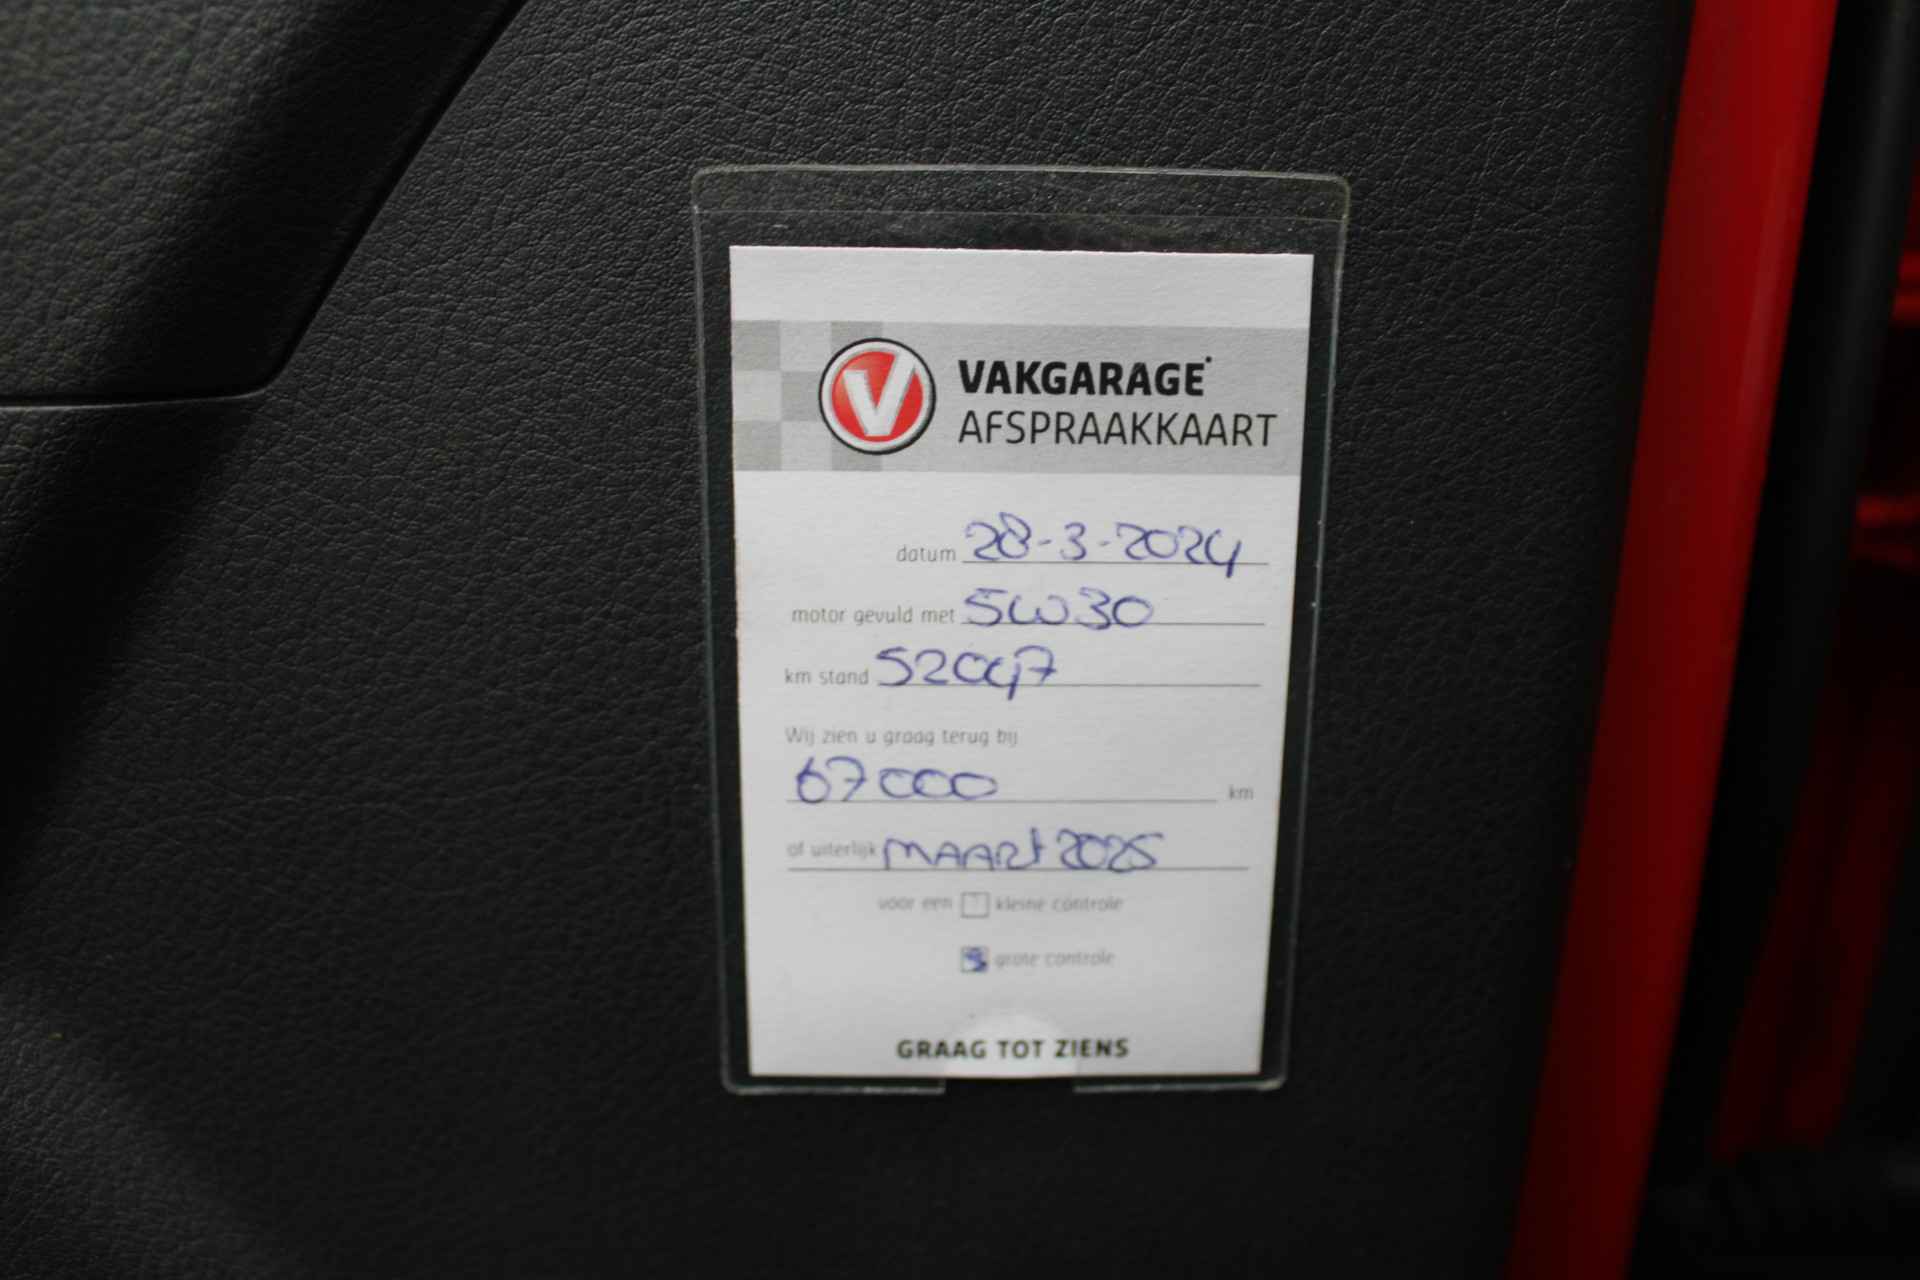 VAKGARAGE
AFSPRAAKKAART
datum 28-3-2024
motor gevuld met 5W30
km stand 52047
Wij zien u graag terug bij
67000 km
of uiterlijk MAART 2025
voor een kleine controle
grote controle
GRAAG TOT ZIENS